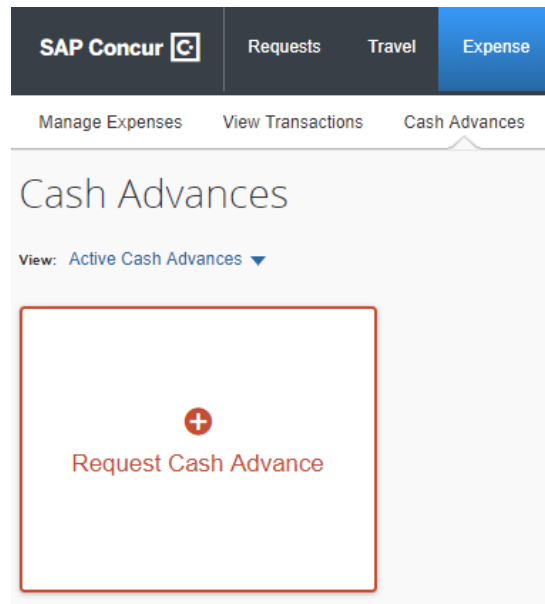 SAP Concur C Requests Travel Expense
Manage Expenses View Transactions Cash Advances
Cash Advances
View: Active Cash Advances
Request Cash Advance